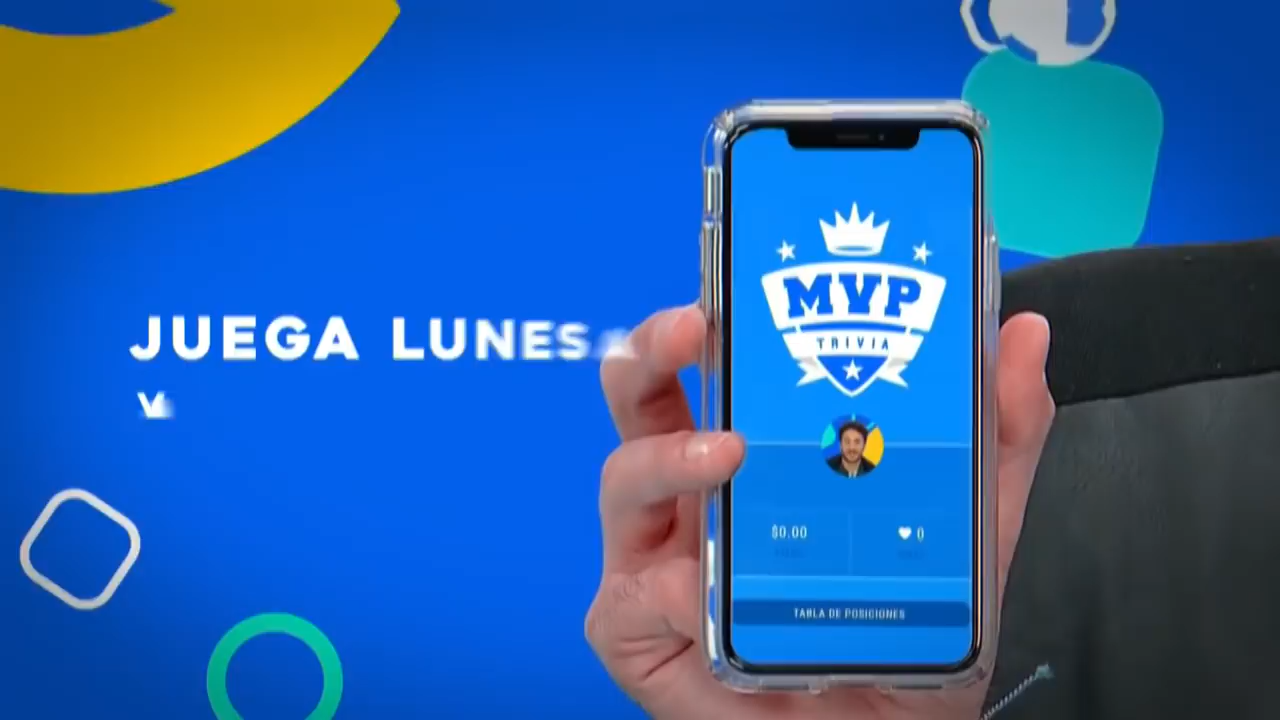 JUEGA LUNES
MVP
TRIVIA
$0.00
0
TABLA DE POSICIONES